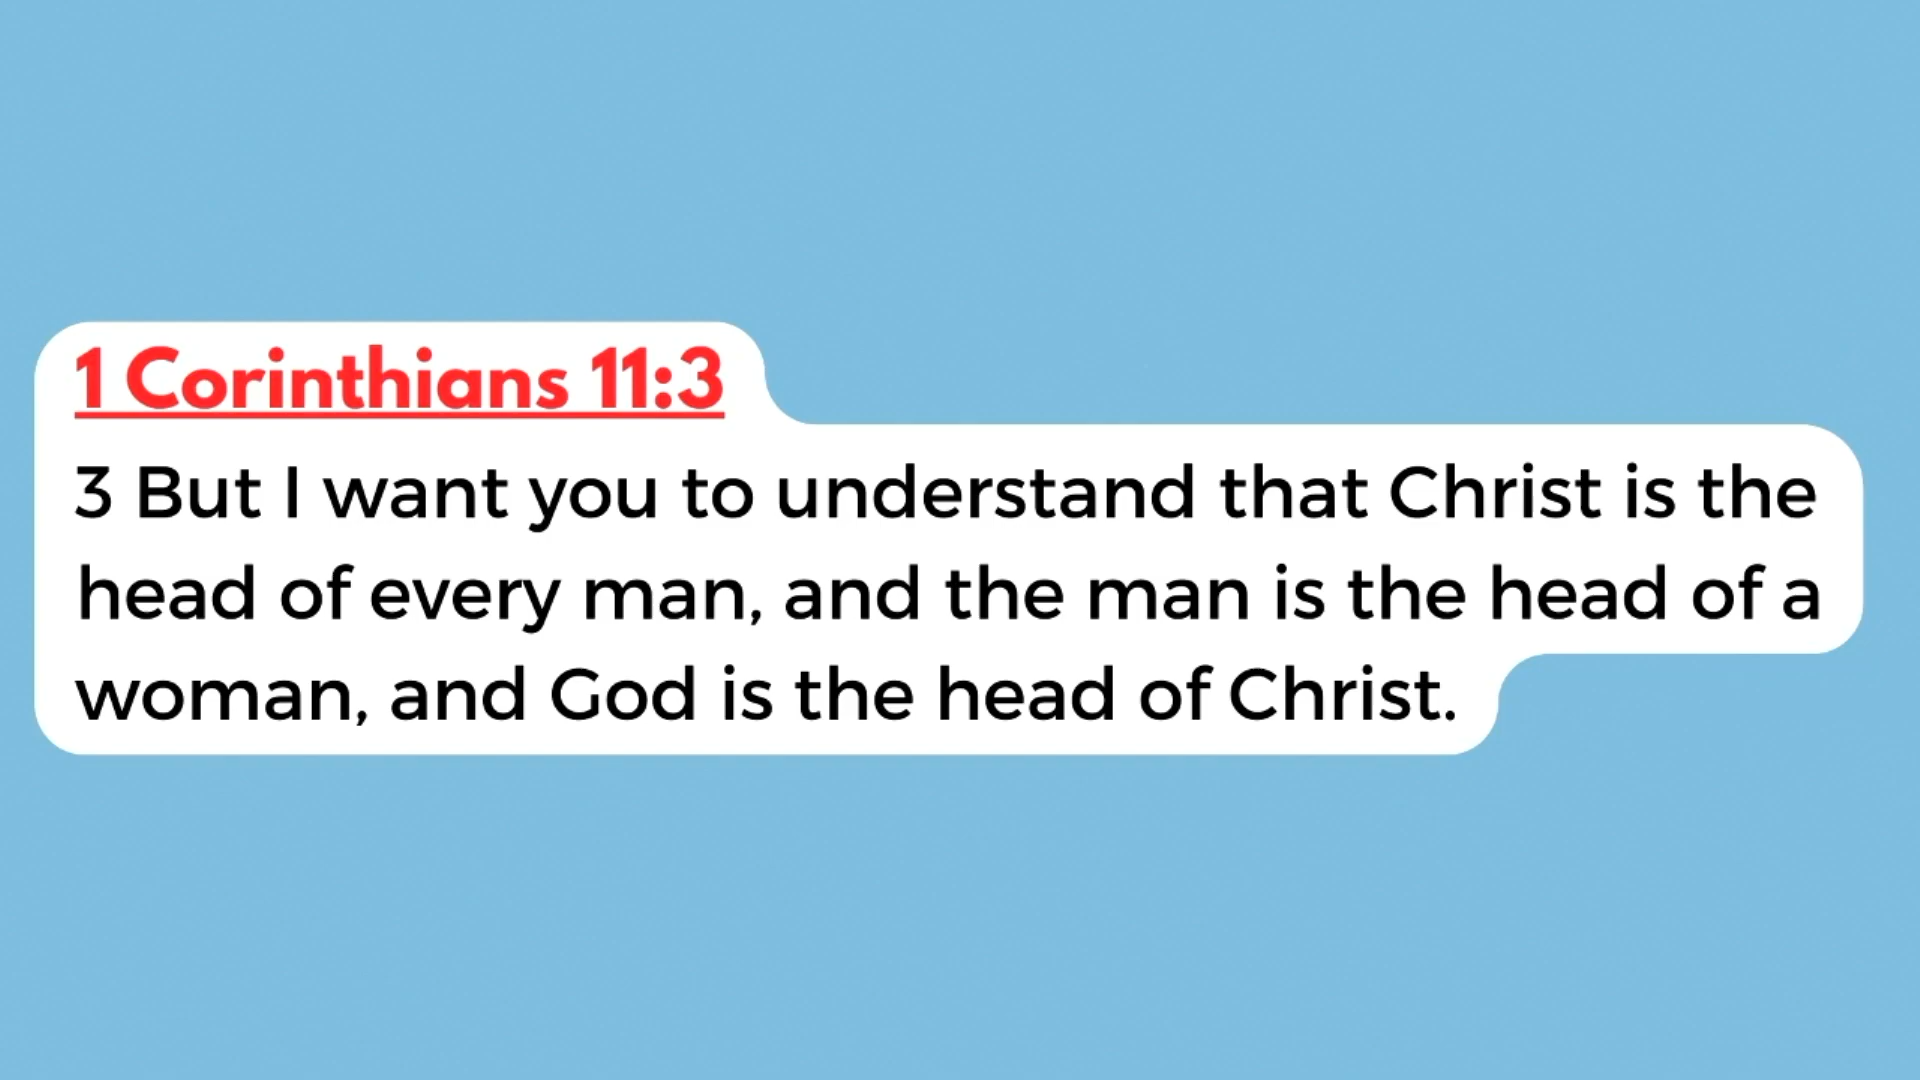 1 Corinthians 11:3
3 But I want you to understand that Christ is the
head of every man, and the man is the head of a
woman, and God is the head of Christ.